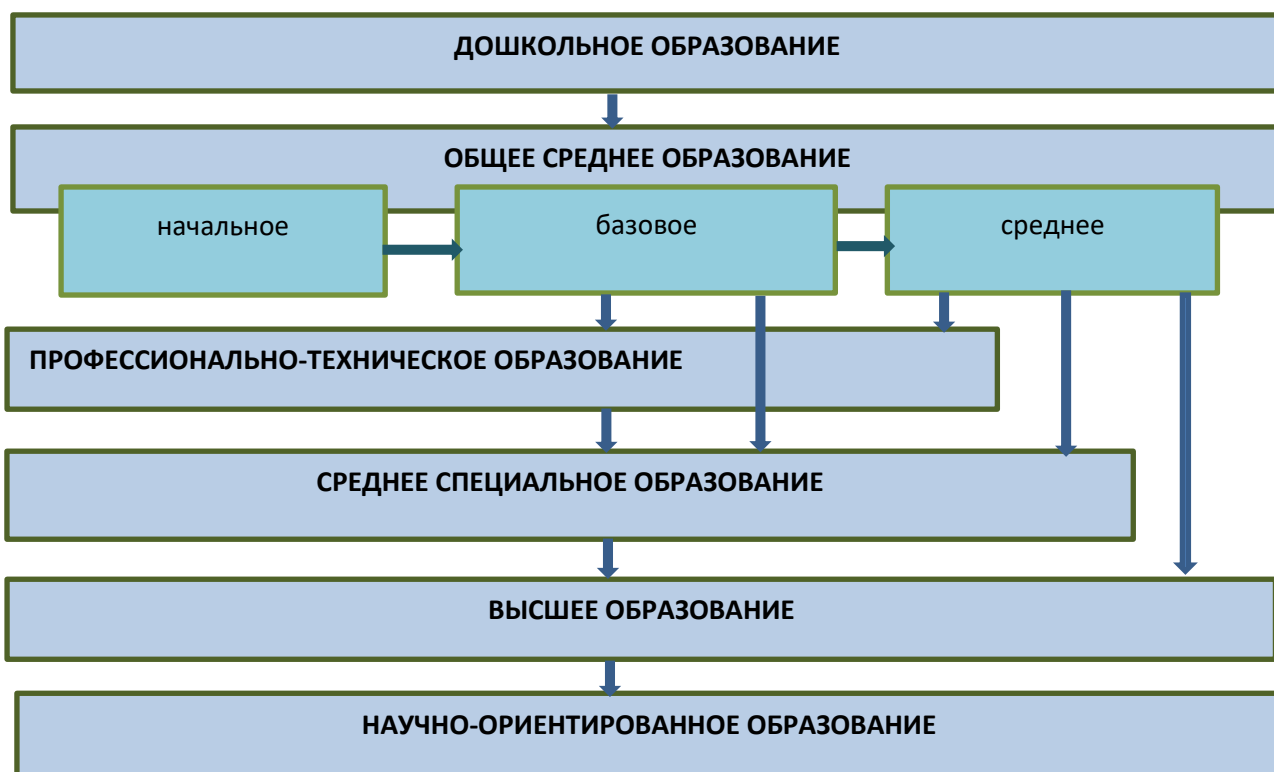 ДОШКОЛЬНОЕ ОБРАЗОВАНИЕ
ОБЩЕЕ СРЕДНЕЕ ОБРАЗОВАНИЕ
начальное
базовое
среднее
ПРОФЕССИОНАЛЬНО-ТЕХНИЧЕСКОЕ ОБРАЗОВАНИЕ
СРЕДНЕЕ СПЕЦИАЛЬНОЕ ОБРАЗОВАНИЕ
ВЫСШЕЕ ОБРАЗОВАНИЕ
НАУЧНО-ОРИЕНТИРОВАННОЕ ОБРАЗОВАНИЕ